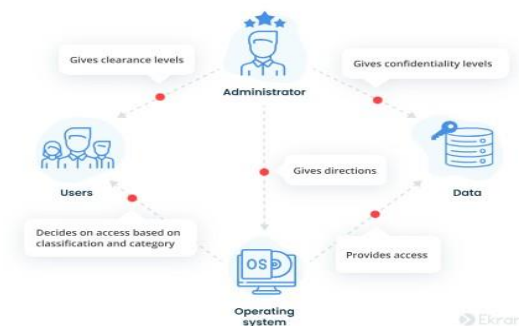 Gives clearance levels
Gives confidentiality levels
Administrator
Gives directions
Users
Data
Decides on access based on
classification and category
Provides access
OS
Operating
system
Ekran